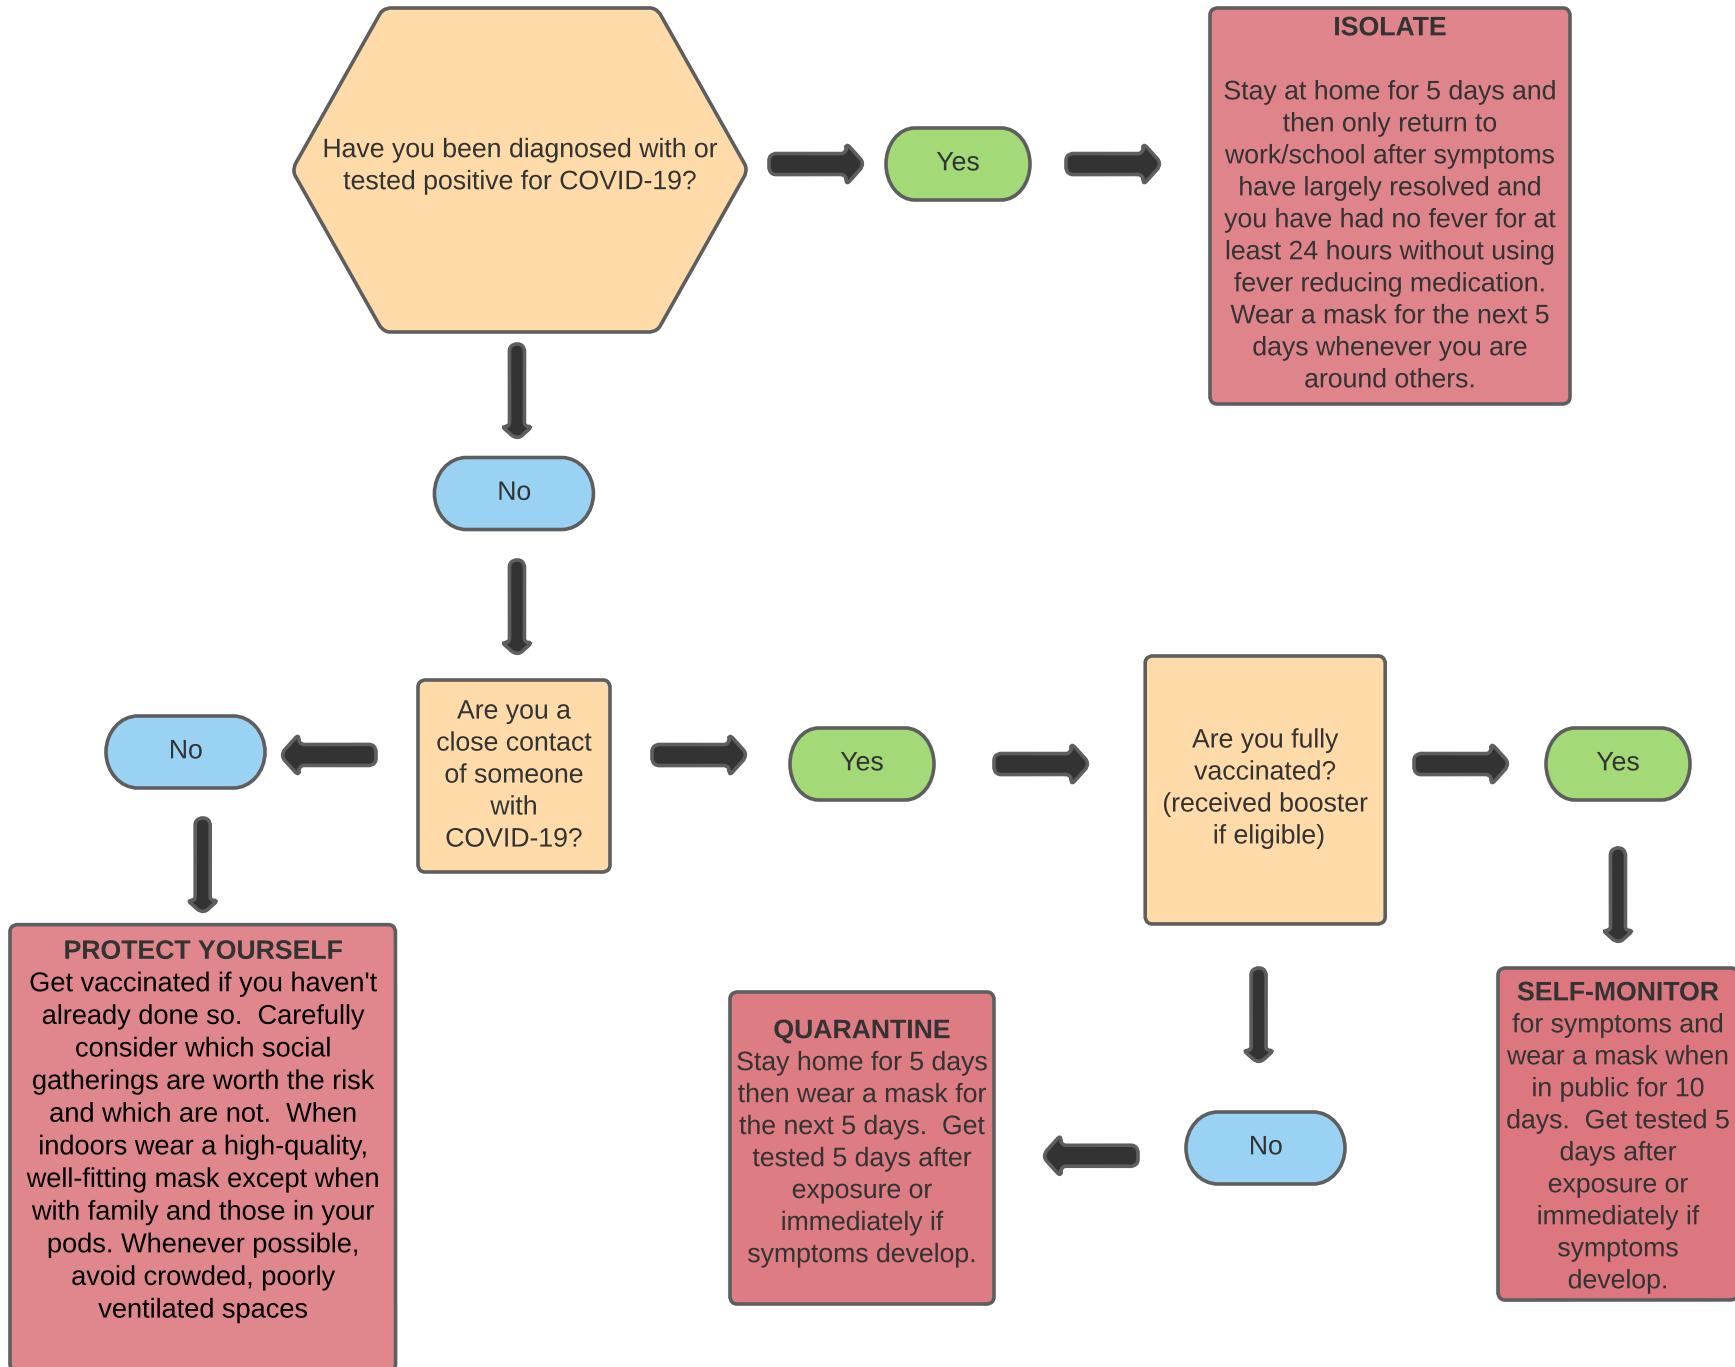 Have you been diagnosed with or
tested positive for COVID-19?
Yes
ISOLATE
Stay at home for 5 days and
then only return to
work/school after symptoms
have largely resolved and
you have had no fever for at
least 24 hours without using
fever reducing medication.
Wear a mask for the next 5
days whenever you are
around others.
No
Are you a
close contact
of someone
with
COVID-19?
No
PROTECT YOURSELF
Get vaccinated if you haven't
already done so.  Carefully
consider which social
gatherings are worth the risk
and which are not.  When
indoors wear a high-quality,
well-fitting mask except when
with family and those in your
pods. Whenever possible,
avoid crowded, poorly
ventilated spaces
Yes
Are you fully
vaccinated?
(received booster
if eligible)
Yes
SELF-MONITOR
for symptoms and
wear a mask when
in public for 10
days.  Get tested 5
days after
exposure or
immediately if
symptoms
develop.
No
QUARANTINE
Stay home for 5 days
then wear a mask for
the next 5 days.  Get
tested 5 days after
exposure or
immediately if
symptoms develop.